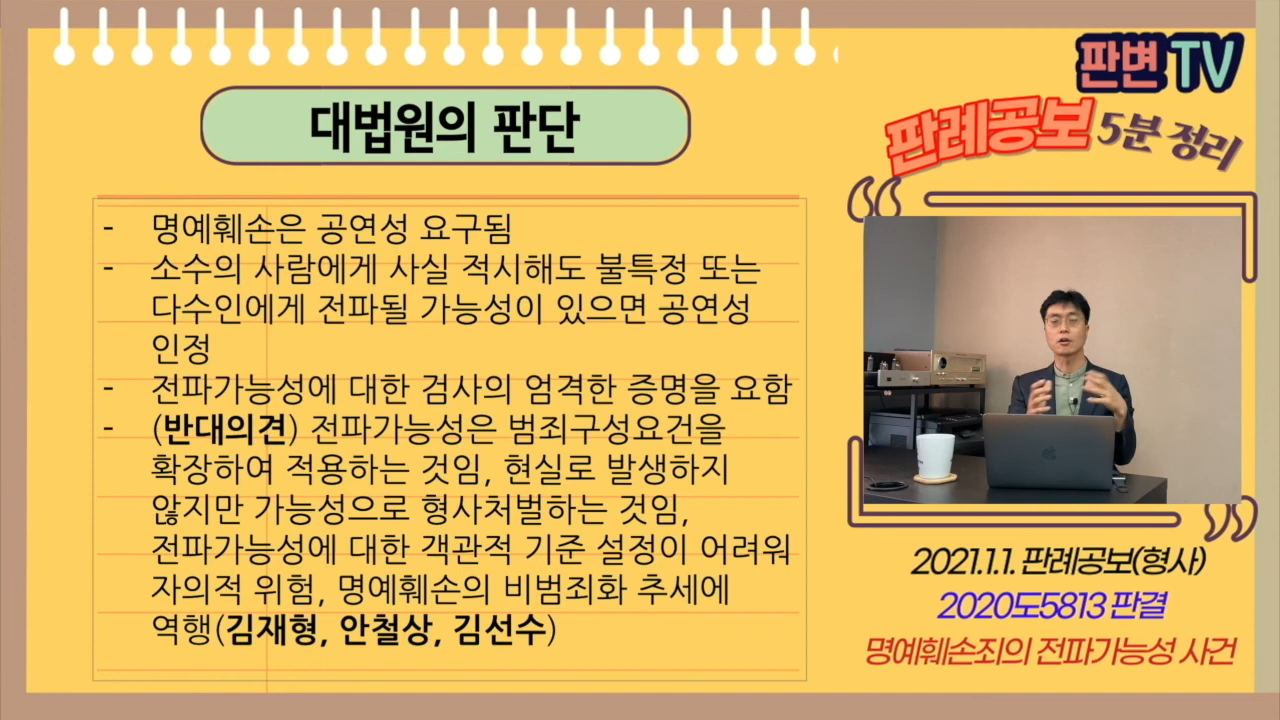 판변 TV
판례공보 5분 정리
대법원의 판단
- 명예훼손은 공연성 요구됨
- 소수의 사람에게 사실 적시해도 불특정 또는
다수인에게 전파될 가능성이 있으면 공연성
인정
- 전파가능성에 대한 검사의 엄격한 증명을 요함
- (반대의견) 전파가능성은 범죄구성요건을
확장하여 적용하는 것임, 현실로 발생하지
않지만 가능성으로 형사처벌하는 것임,
전파가능성에 대한 객관적 기준 설정이 어려워
자의적 위험, 명예훼손의 비범죄화 추세에
역행(김재형, 안철상, 김선수)
2021.1.1. 판례공보(형사)
2020도5813 판결
명예훼손죄의 전파가능성 사건